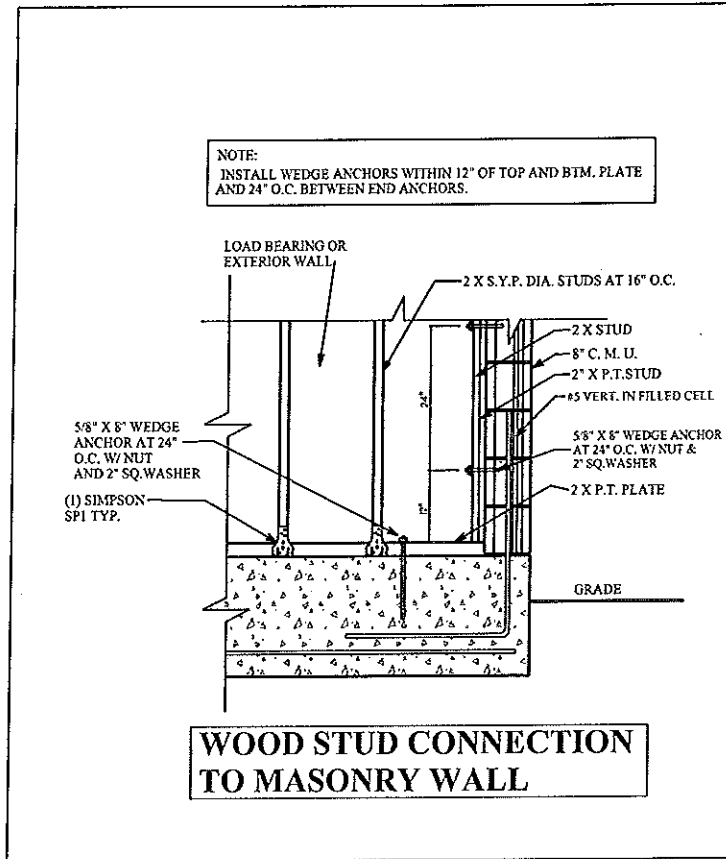 NOTE:
INSTALL WEDGE ANCHORS WITHIN 12" OF TOP AND BTM. PLATE
AND 24" O.C. BETWEEN END ANCHORS.
LOAD BEARING OR
EXTERIOR WALL
2 X S.Y.P. DIA. STUDS AT 16" O.C.
2 X STUD
8" C. M. U.
2" X P.T.STUD
#5 VERT. IN FILLED CELL
24"
5/8" X 8" WEDGE
ANCHOR AT 24"
O.C. W/ NUT
AND 2" SQ.WASHER
5/8" X 8" WEDGE ANCHOR
AT 24" O.C. W/ NUT &
2" SQ.WASHER
2 X P.T. PLATE
(1) SIMPSON
SP1 TYP.
12"
GRADE
WOOD STUD CONNECTION
TO MASONRY WALL